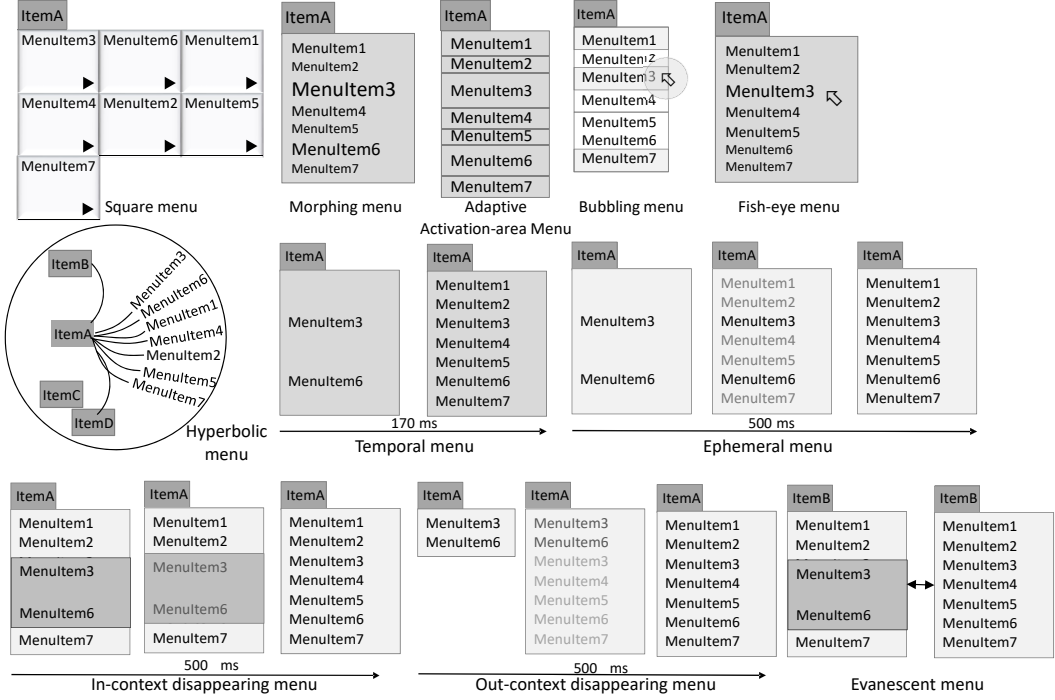 ItemA
MenuItem3 MenuItem6 MenuItem1
MenuItem4 MenuItem2 MenuItem5
MenuItem7
Square menu
ItemA
MenuItem1
MenuItem2
MenuItem3
MenuItem4
MenuItem5
MenuItem6
MenuItem7
Morphing menu
ItemA
MenuItem1
MenuItem2
MenuItem3
MenuItem4
MenuItem5
MenuItem6
MenuItem7
Adaptive
Activation-area Menu
ItemA
MenuItem1
MenuItem2
MenuItem3
MenuItem4
MenuItem5
MenuItem6
MenuItem7
Bubbling menu
ItemA
MenuItem1
MenuItem2
MenuItem3
MenuItem4
MenuItem5
MenuItem6
MenuItem7
Fish-eye menu
ItemB
ItemA
ItemC
ItemD
MenuItem3
MenuItem6
MenuItem1
MenuItem4
MenuItem2
MenuItem5
MenuItem7
Hyperbolic
menu
ItemA
MenuItem3
MenuItem6
ItemA
MenuItem1
MenuItem2
MenuItem3
MenuItem4
MenuItem5
MenuItem6
MenuItem7
170 ms
Temporal menu
ItemA
MenuItem3
MenuItem6
ItemA
MenuItem1
MenuItem2
MenuItem3
MenuItem4
MenuItem5
MenuItem6
MenuItem7
ItemA
MenuItem1
MenuItem2
MenuItem3
MenuItem4
MenuItem5
MenuItem6
MenuItem7
500 ms
Ephemeral menu
ItemA
MenuItem1
MenuItem2
MenuItem3
MenuItem6
MenuItem7
ItemA
MenuItem1
MenuItem2
MenuItem3
MenuItem6
MenuItem7
ItemA
MenuItem1
MenuItem2
MenuItem3
MenuItem4
MenuItem5
MenuItem6
MenuItem7
500 ms
In-context disappearing menu
ItemA
MenuItem3
MenuItem6
ItemA
MenuItem3
MenuItem6
MenuItem3
MenuItem4
MenuItem5
MenuItem6
MenuItem7
ItemA
MenuItem1
MenuItem2
MenuItem3
MenuItem4
MenuItem5
MenuItem6
MenuItem7
500 ms
Out-context disappearing menu
ItemB
MenuItem1
MenuItem2
MenuItem3
MenuItem6
MenuItem7
ItemB
MenuItem1
MenuItem2
MenuItem3
MenuItem4
MenuItem5
MenuItem6
MenuItem7
Evanescent menu